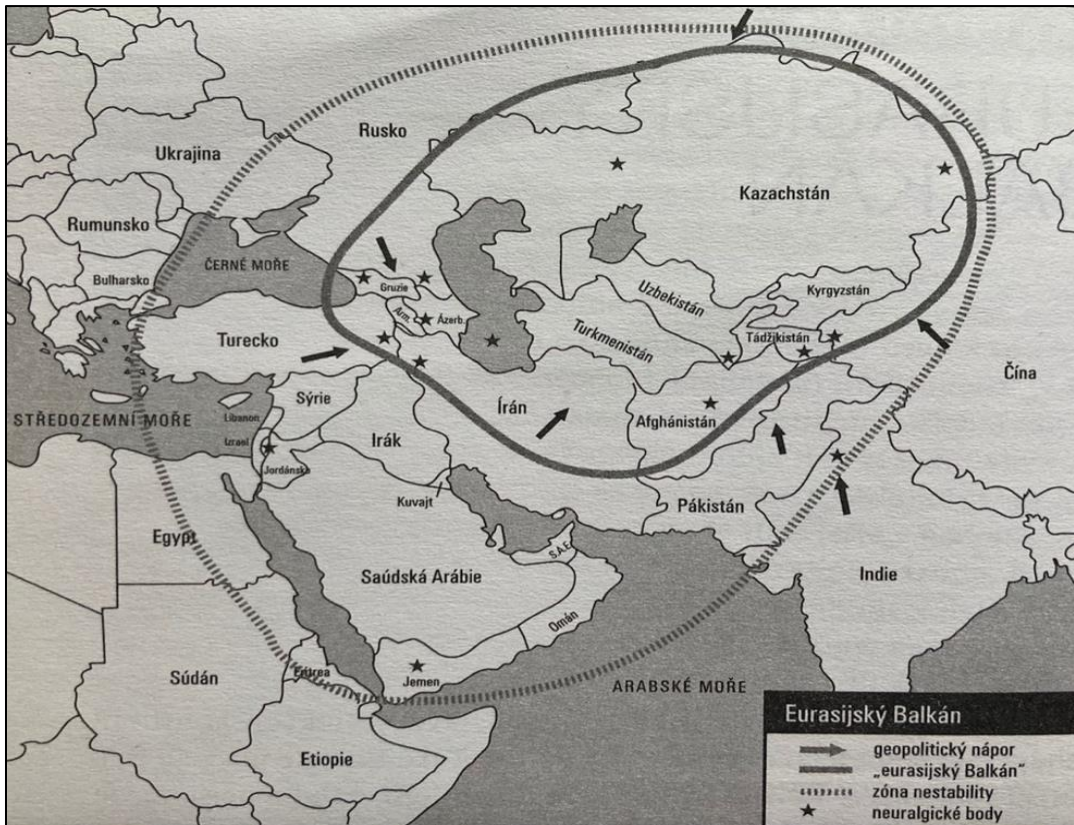 Rusko
Ukrajina
Kazachstán
Rumunsko
ČERNÉ MOŘE
Bulharsko
Gruzie
Kyrgyzstán
Uzbekistán
Arm.
Ázerb.
Turecko
Turkmenistán
Tádžikistán
Čína
Sýrie
Írán
STŘEDOZEMNÍ MOŘE
Libanon
Afghánistán
Izrael
Irák
Jordánsko
Kuvajt
Pákistán
Egypt
S.A.E.
Saúdská Arábie
Indie
Omán
Súdán
Eritrea
Jemen
ARABSKÉ MOŘE
Etiopie
Eurasijský Balkán
geopolitický nápor
„eurasijský Balkán“
zóna nestability
neuralgické body